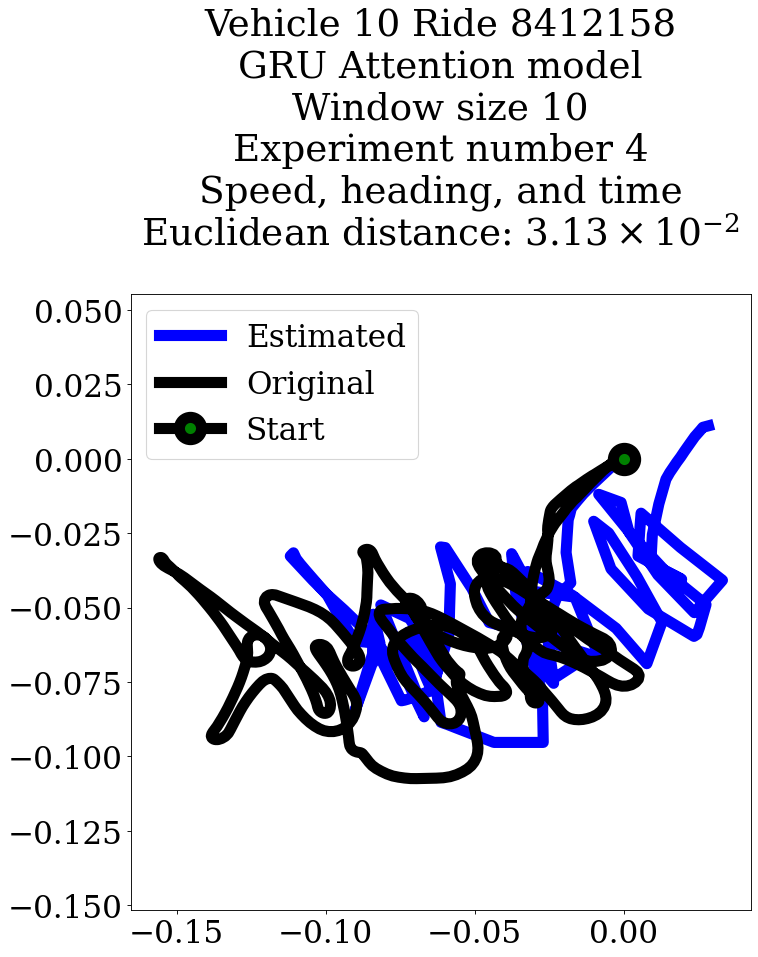 Vehicle 10 Ride 8412158
GRU Attention model
Window size 10
Experiment number 4
Speed, heading, and time
Euclidean distance: 3.13 × 10⁻²
0.050
Estimated
0.025
Original
0.000
Start
−0.025
−0.050
−0.075
−0.100
−0.125
−0.150
−0.15 −0.10 −0.05 0.00